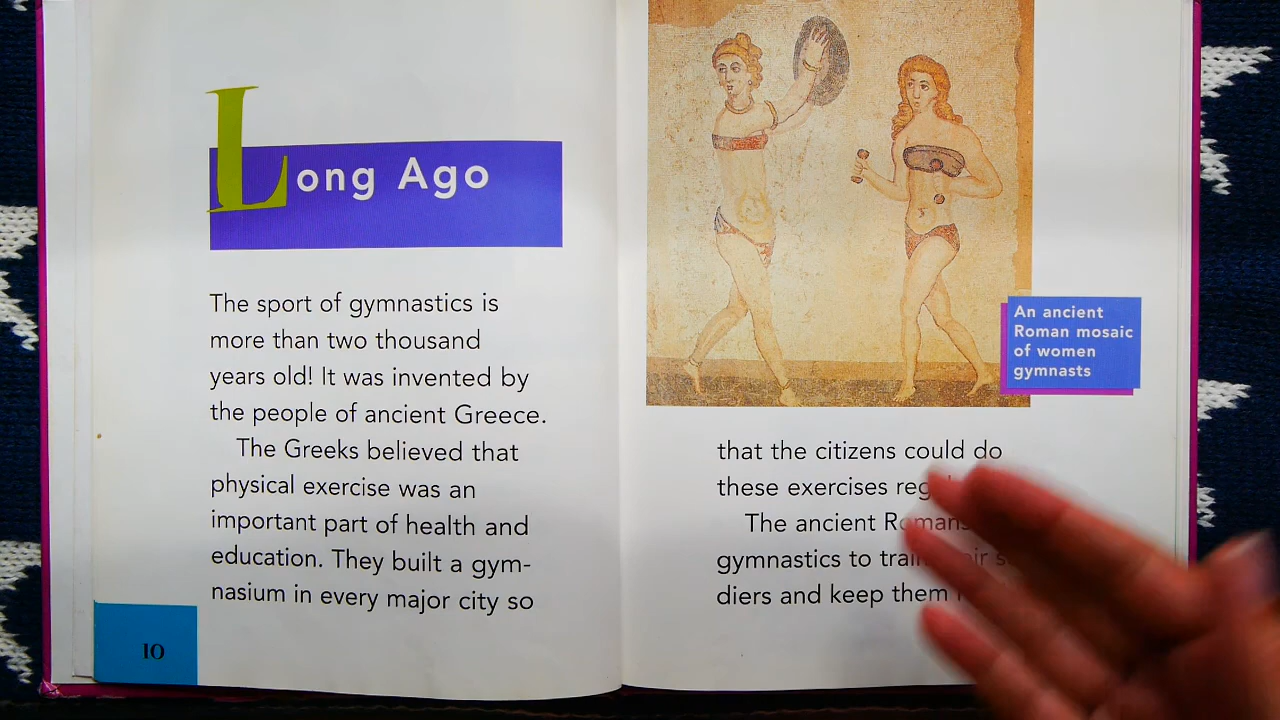 Long Ago
The sport of gymnastics is
more than two thousand
years old! It was invented by
the people of ancient Greece.
The Greeks believed that
physical exercise was an
important part of health and
education. They built a gym-
nasium in every major city so
10
An ancient
Roman mosaic
of women
gymnasts
that the citizens could do
these exercises
The ancient Romans
gymnastics to
diers and keep them